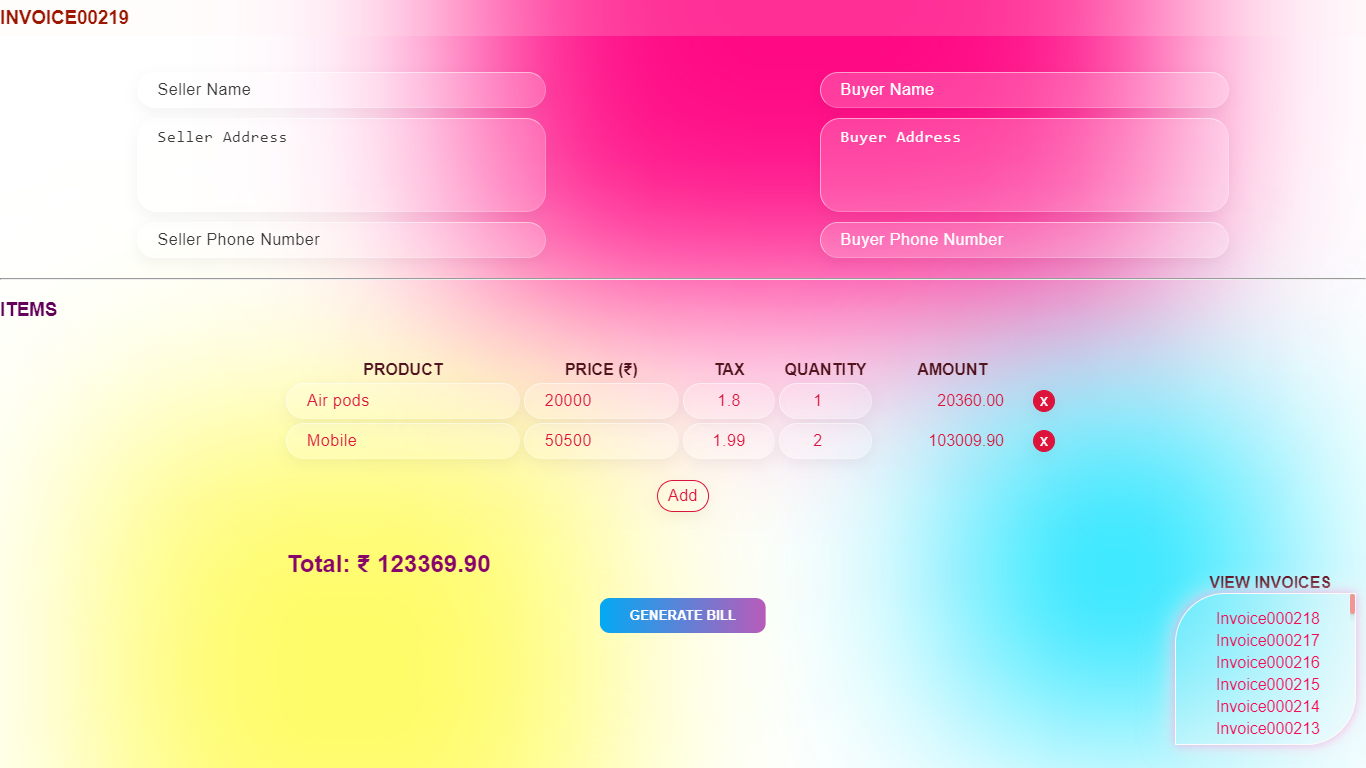 INVOICE00219
Seller Name
Buyer Name
Seller Address
Buyer Address
Seller Phone Number
Buyer Phone Number
ITEMS
PRODUCT PRICE (₹) TAX QUANTITY AMOUNT
Air pods 20000 1.8 1 20360.00 X
Mobile 50500 1.99 2 103009.90 X
Add
Total: ₹ 123369.90
GENERATE BILL
VIEW INVOICES
Invoice000218
Invoice000217
Invoice000216
Invoice000215
Invoice000214
Invoice000213